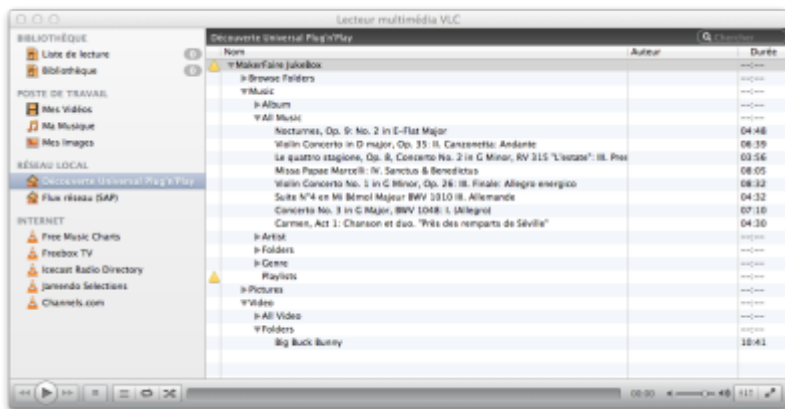 Lecteur multimédia VLC
BIBLIOTHÈQUE
Liste de lecture 0
Bibliothèque 0
POSTE DE TRAVAIL
Mes Vidéos
Ma Musique
Mes Images
RÉSEAU LOCAL
Découverte Universal Plug'n'Play
Flux réseau (SAP)
INTERNET
Free Music Charts
Freebox TV
Icecast Radio Directory
Jamendo Selections
Channels.com
Découverte Universal Plug'n'Play Chercher
Nom Auteur Durée
MakerFaire JukeBox --:--
Browse Folders --:--
Music --:--
Album --:--
All Music --:--
Nocturnes, Op. 9: No. 2 in E-Flat Major 04:48
Violin Concerto in D major, Op. 35: II. Canzonetta: Andante 06:39
Le quattro stagione, Op. 8, Concerto No. 2 in G Minor, RV 315 "L'estate": III. Pres 03:56
Missa Papae Marcelli: IV. Sanctus & Benedictus 08:05
Violin Concerto No. 1 in G Minor, Op. 26: III. Finale: Allegro energico 08:32
Suite N°4 en Mi Bémol Majeur BWV 1010 III. Allemande 04:32
Concerto No. 3 in G Major, BWV 1048: I. (Allegro) 07:10
Carmen, Act 1: Chanson et duo. "Près des remparts de Séville" 04:30
Artist --:--
Folders --:--
Genre --:--
Playlists --:--
Pictures --:--
Video --:--
All Video --:--
Folders --:--
Big Buck Bunny 10:41
00:00